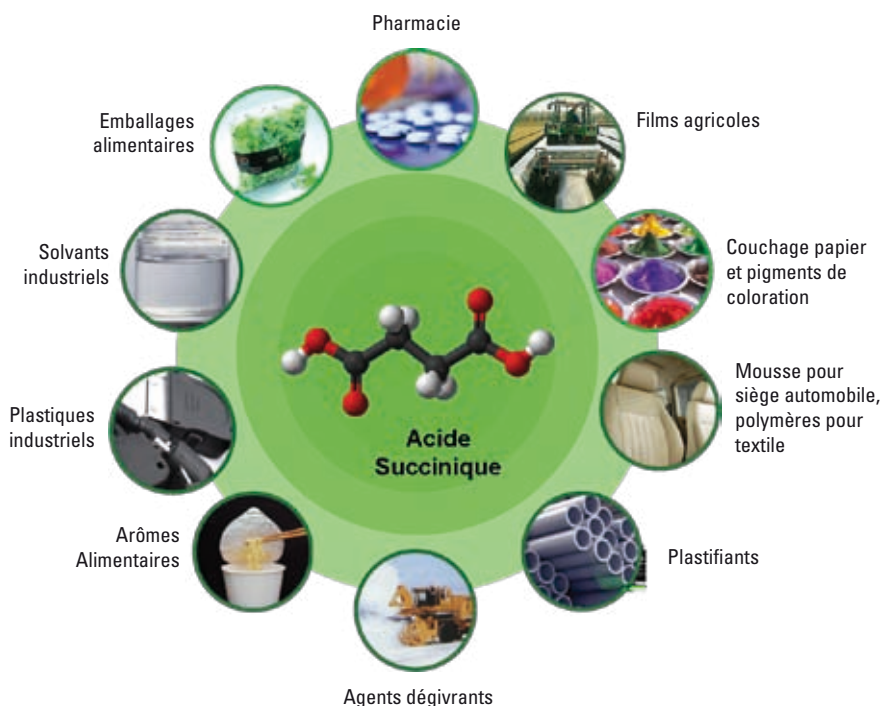 Pharmacie
Emballages
alimentaires
Films agricoles
Solvants
industriels
Couchage papier
et pigments de
coloration
Plastiques
industriels
Acide
Succinique
Mousse pour
siège automobile,
polymères pour
textile
Arômes
Alimentaires
Plastifiants
Agents dégivrants